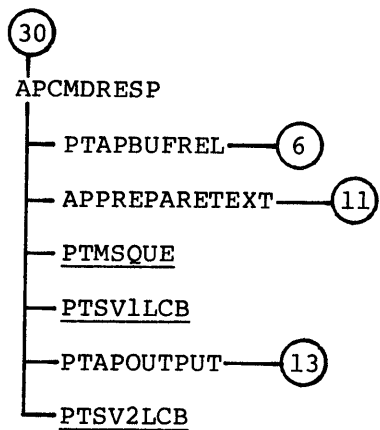 30
APCMDRESP
PTAPBUFREL 6
APPREPARETEXT 11
PTMSQUE
PTSV1LCB
PTAPOUTPUT 13
PTSV2LCB